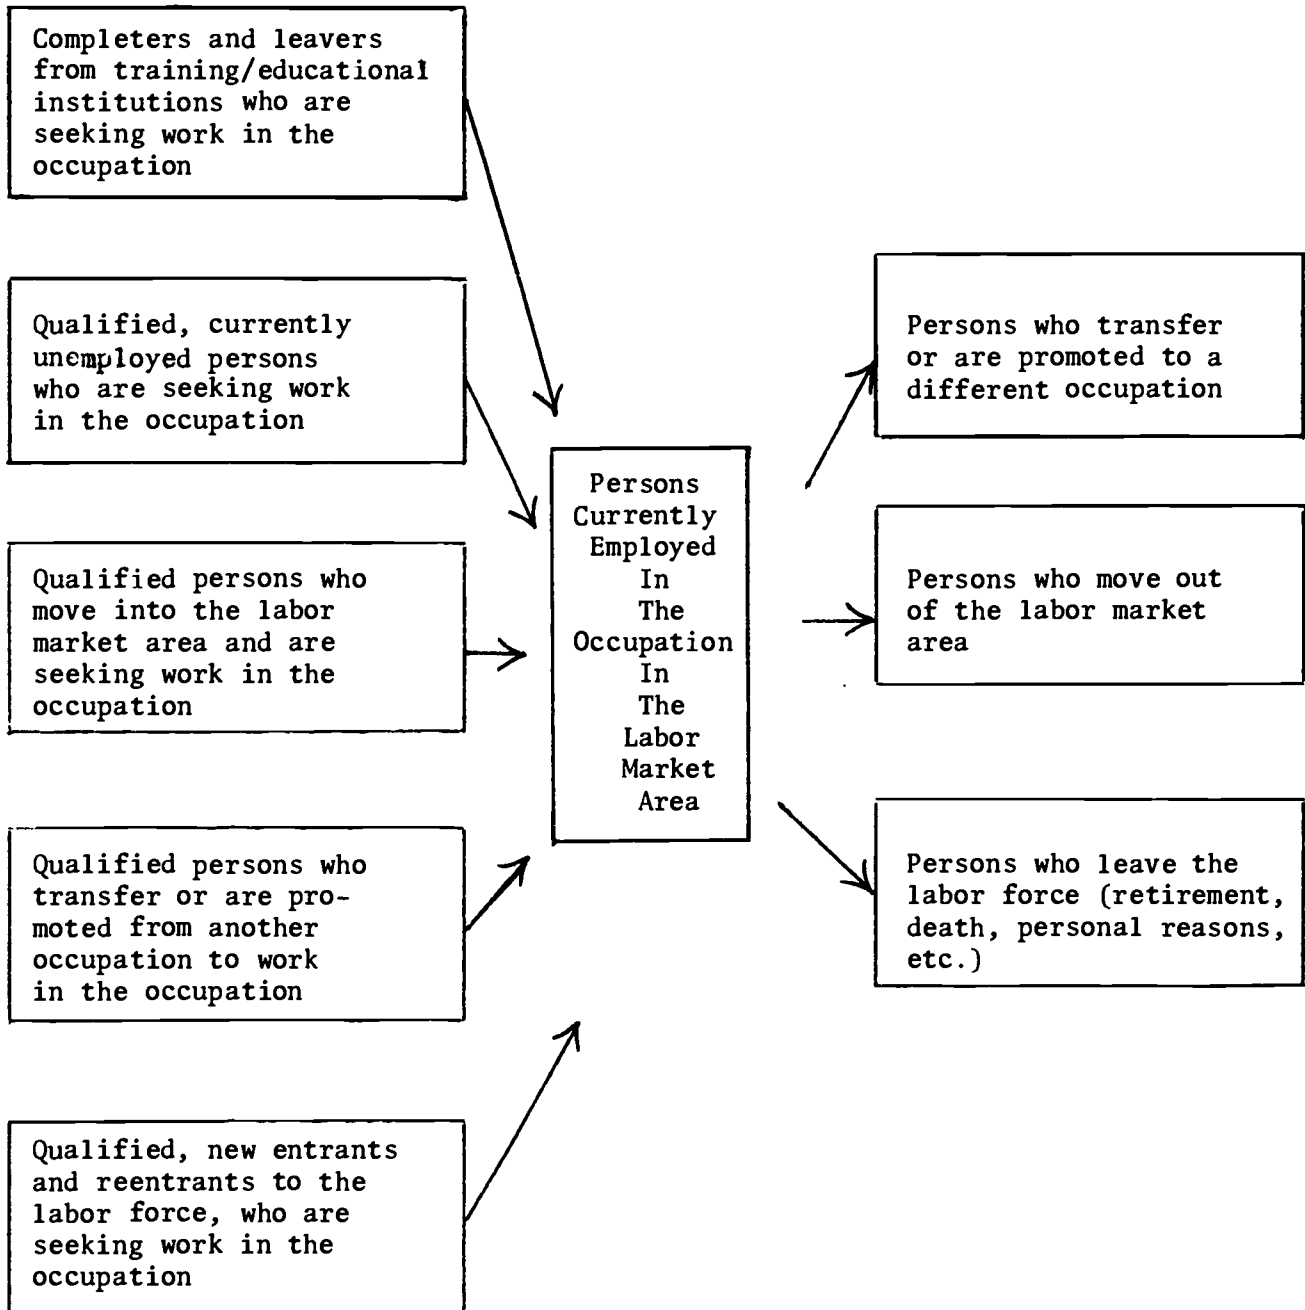 Completers and leavers
from training/educational
institutions who are
seeking work in the
occupation
Qualified, currently
unemployed persons
who are seeking work
in the occupation
Qualified persons who
move into the labor
market area and are
seeking work in the
occupation
Qualified persons who
transfer or are pro-
moted from another
occupation to work
in the occupation
Qualified, new entrants
and reentrants to the
labor force, who are
seeking work in the
occupation
Persons
Currently
Employed
In
The
Occupation
In
The
Labor
Market
Area
Persons who transfer
or are promoted to a
different occupation
Persons who move out
of the labor market
area
Persons who leave the
labor force (retirement,
death, personal reasons,
etc.)